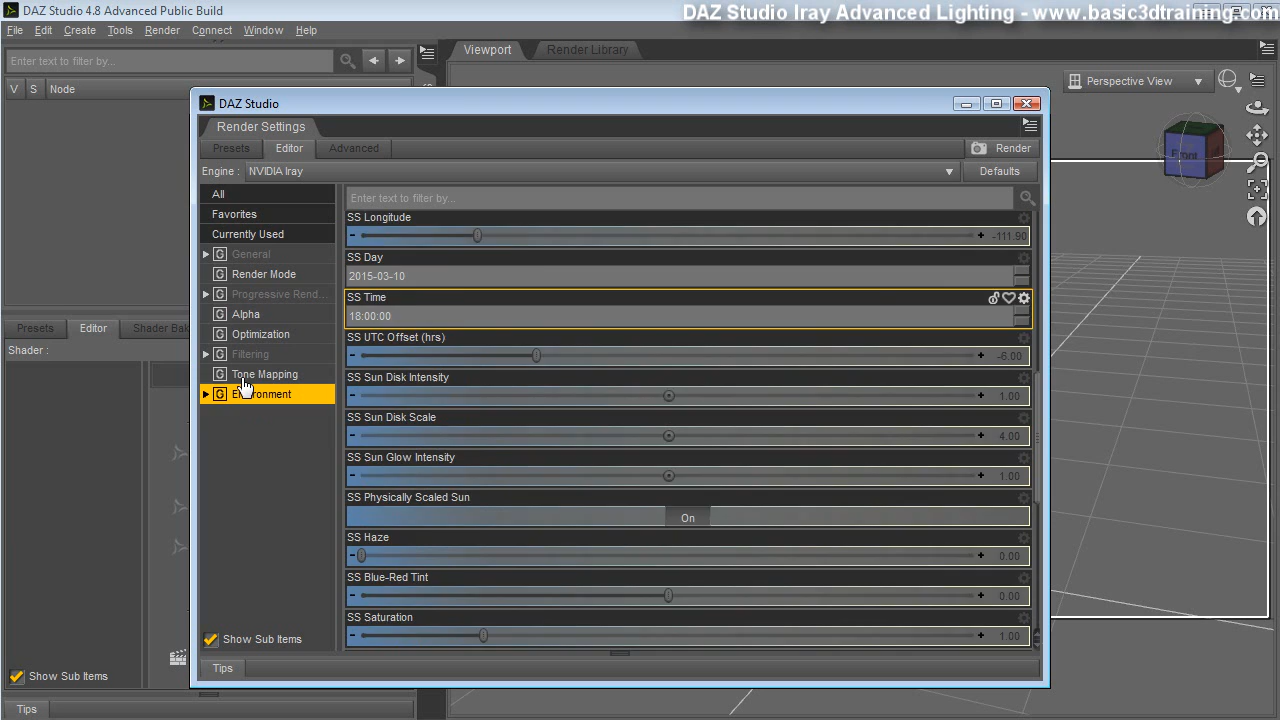 DAZ Studio 4.8 Advanced Public Build
DAZ Studio Iray Advanced Lighting - www.basic3dtraining.com
File Edit Create Tools Render Connect Window Help
Enter text to filter by...
Viewport
Render Library
V S Node
Perspective View
Front
DAZ Studio
Render Settings
Presets Editor Advanced
Render
Engine : NVIDIA Iray
Defaults
All
Favorites
Currently Used
G General
G Render Mode
G Progressive Rend...
G Alpha
G Optimization
G Filtering
G Tone Mapping
G Environment
Show Sub Items
Enter text to filter by...
SS Longitude
-111.90
SS Day
2015-03-10
SS Time
18:00:00
SS UTC Offset (hrs)
-6.00
SS Sun Disk Intensity
1.00
SS Sun Disk Scale
4.00
SS Sun Glow Intensity
1.00
SS Physically Scaled Sun
On
SS Haze
0.00
SS Blue-Red Tint
0.00
SS Saturation
1.00
Tips
Presets Editor Shader Bak
Shader :
Show Sub Items
Tips